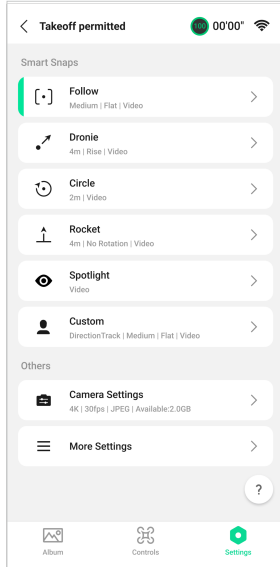 Takeoff permitted
100 00'00"
Smart Snaps
Follow
Medium | Flat | Video
Dronie
4m | Rise | Video
Circle
2m | Video
Rocket
4m | No Rotation | Video
Spotlight
Video
Custom
DirectionTrack | Medium | Flat | Video
Others
Camera Settings
4K | 30fps | JPEG | Available:2.0GB
More Settings
?
Album
Controls
Settings